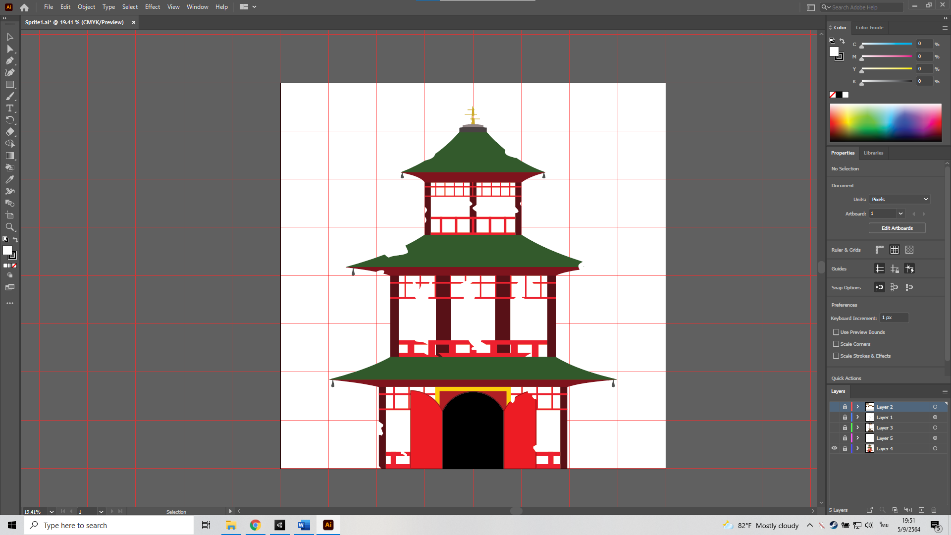 Ai
File Edit Object Type Select Effect View Window Help
Search Adobe Help
Sprite1.ai* @ 19.41 % (CMYK/Preview) ×
Color Color Guide
C 0 %
M 0 %
Y 0 %
K 0 %
Properties Libraries
No Selection
Document
Units: Pixels
Artboard: 1
Edit Artboards
Ruler & Grids
Guides
Snap Options
Preferences
Keyboard Increment: 1 px
Use Preview Bounds
Scale Corners
Scale Strokes & Effects
Quick Actions
Layers
Layer 2
Layer 1
Layer 3
Layer 5
Layer 4
5 Layers
19.41% 1 Selection
Type here to search
82°F Mostly cloudy
19:51
5/9/2564